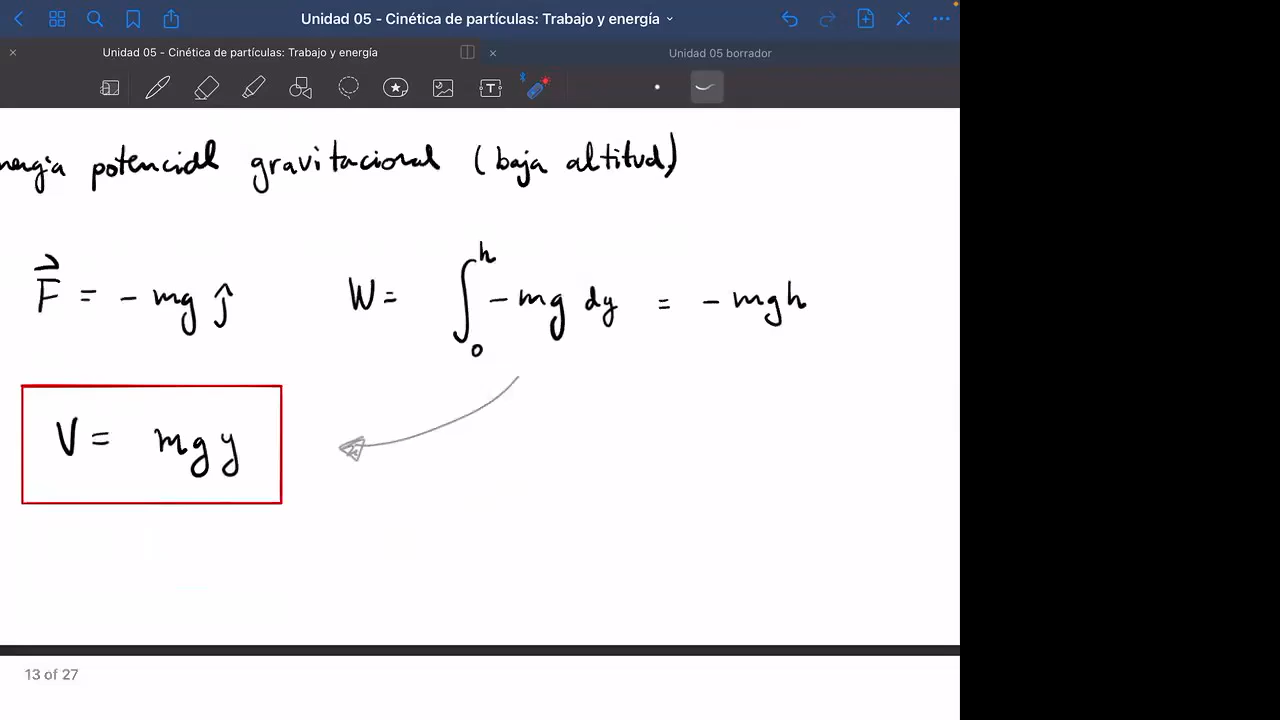 Unidad 05 - Cinética de partículas: Trabajo y energía
Unidad 05 - Cinética de partículas: Trabajo y energía
Unidad 05 borrador
nergía potencial gravitacional (baja altitud)
F⃗ = - mg ĵ
W = ∫₀ʰ - mg dy = - mgh
V = mgy
13 of 27